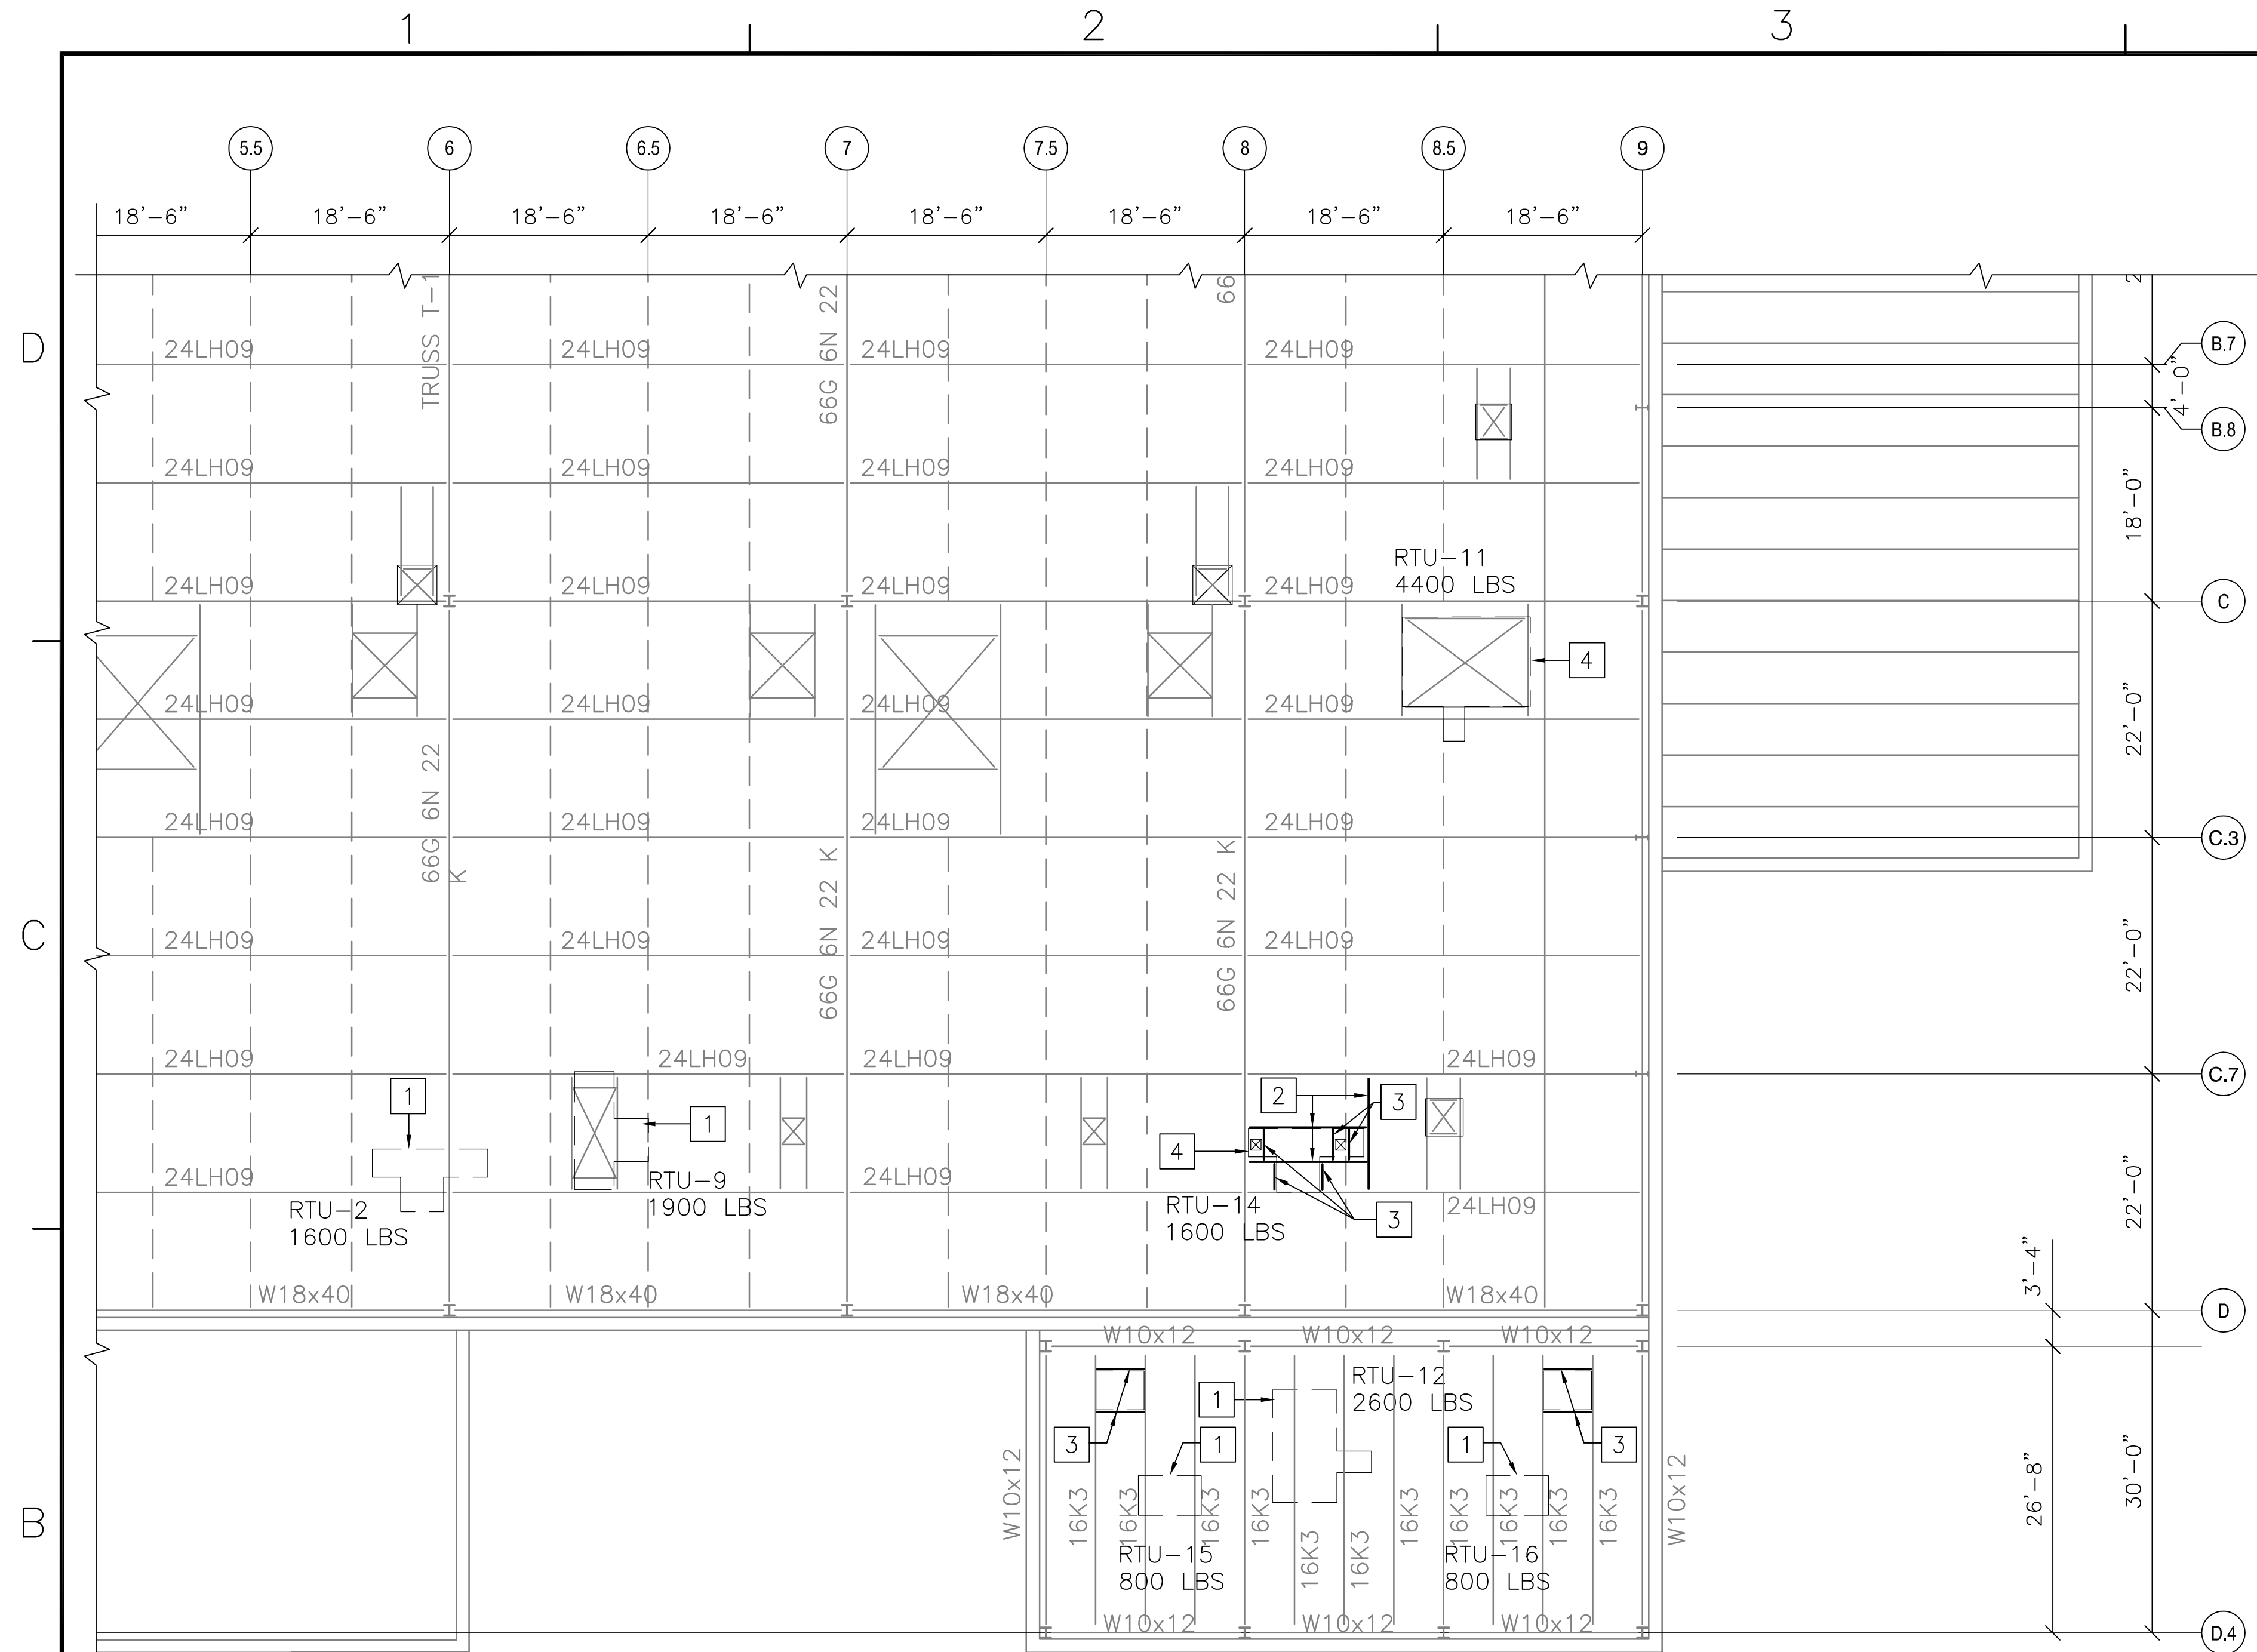 1 2 3
5.5 6 6.5 7 7.5 8 8.5 9
18'-6" 18'-6" 18'-6" 18'-6" 18'-6" 18'-6" 18'-6" 18'-6"
TRUSS T-1
66G 6N 22
66
D
24LH09 24LH09 24LH09 24LH09
B.7
4'-0"
B.8
24LH09 24LH09 24LH09 24LH09
18'-0"
RTU-11
4400 LBS
24LH09 24LH09 24LH09 24LH09
C
4
24LH09 24LH09 24LH09 24LH09
22'-0"
66G 6N 22
K
24LH09 24LH09 24LH09 24LH09
C.3
66G 6N 22 K
66G 6N 22 K
C
24LH09 24LH09 24LH09 24LH09
22'-0"
24LH09 24LH09 24LH09 24LH09
C.7
1
1
2
3
4
24LH09 24LH09 24LH09
RTU-9
1900 LBS
RTU-2
1600 LBS
RTU-14
1600 LBS
3
22'-0"
3'-4"
W18x40 W18x40 W18x40 W18x40
D
W10x12 W10x12 W10x12
RTU-12
2600 LBS
1
3
1
1
3
W10x12
16K3 16K3 16K3 16K3 16K3 16K3 16K3 16K3 16K3 16K3 16K3
W10x12
26'-8"
30'-0"
B
RTU-15
800 LBS
RTU-16
800 LBS
W10x12 W10x12 W10x12
D.4